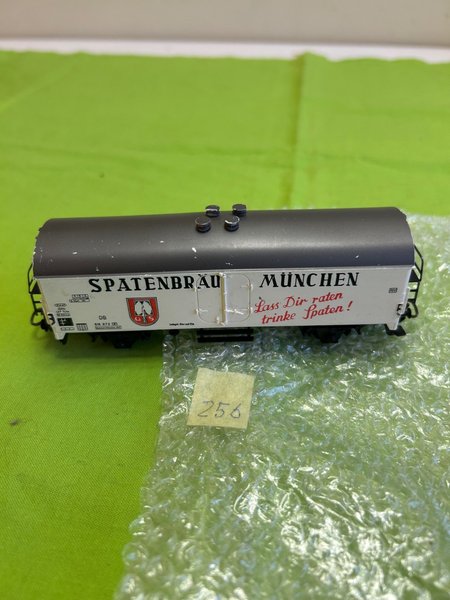 SPATENBRÄU MÜNCHEN
Lass Dir raten
trinke Spaten!
DB
256